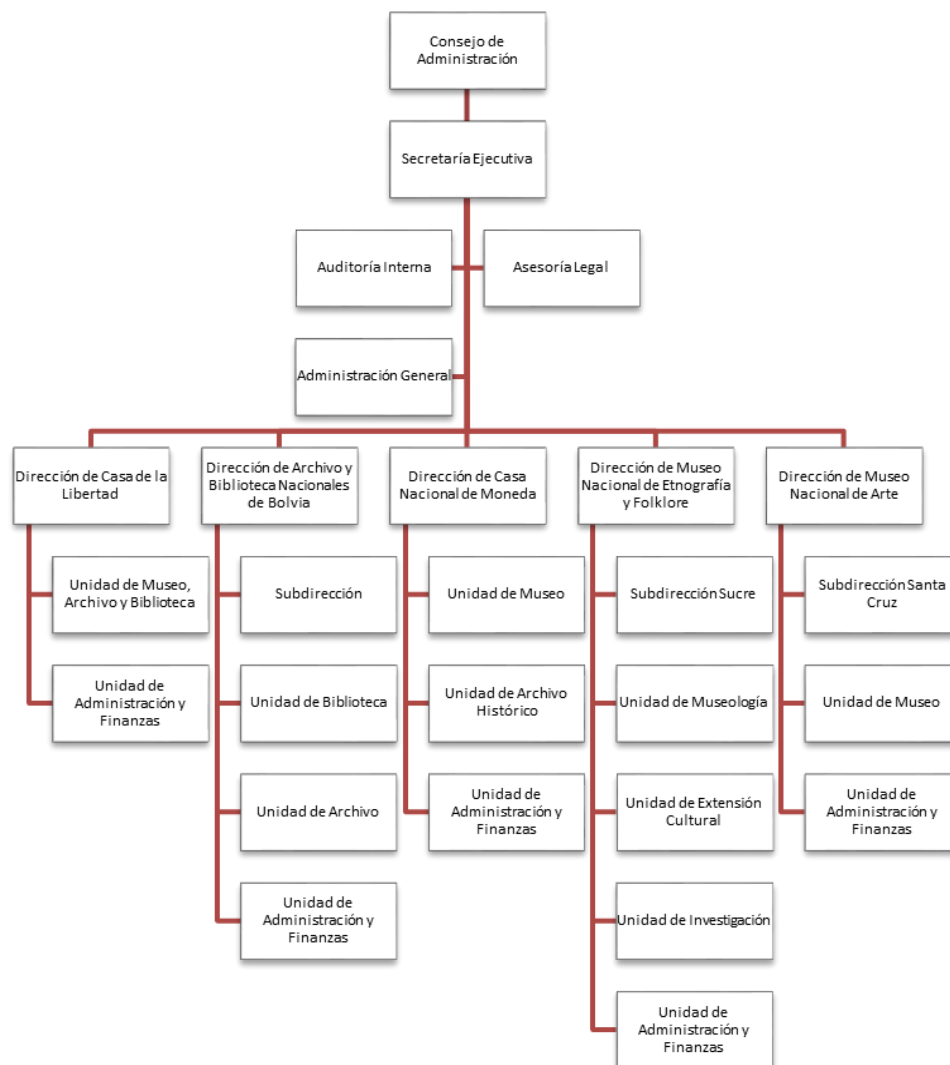 Consejo de
Administración
Secretaría Ejecutiva
Auditoría Interna
Asesoría Legal
Administración General
Dirección de Casa de la
Libertad
Dirección de Archivo y
Biblioteca Nacionales
de Bolvia
Dirección de Casa
Nacional de Moneda
Dirección de Museo
Nacional de Etnografía
y Folklore
Dirección de Museo
Nacional de Arte
Unidad de Museo,
Archivo y Biblioteca
Unidad de
Administración y
Finanzas
Subdirección
Unidad de Biblioteca
Unidad de Archivo
Unidad de
Administración y
Finanzas
Unidad de Museo
Unidad de Archivo
Histórico
Unidad de
Administración y
Finanzas
Subdirección Sucre
Unidad de Museología
Unidad de Extensión
Cultural
Unidad de Investigación
Unidad de
Administración y
Finanzas
Subdirección Santa
Cruz
Unidad de Museo
Unidad de
Administración y
Finanzas